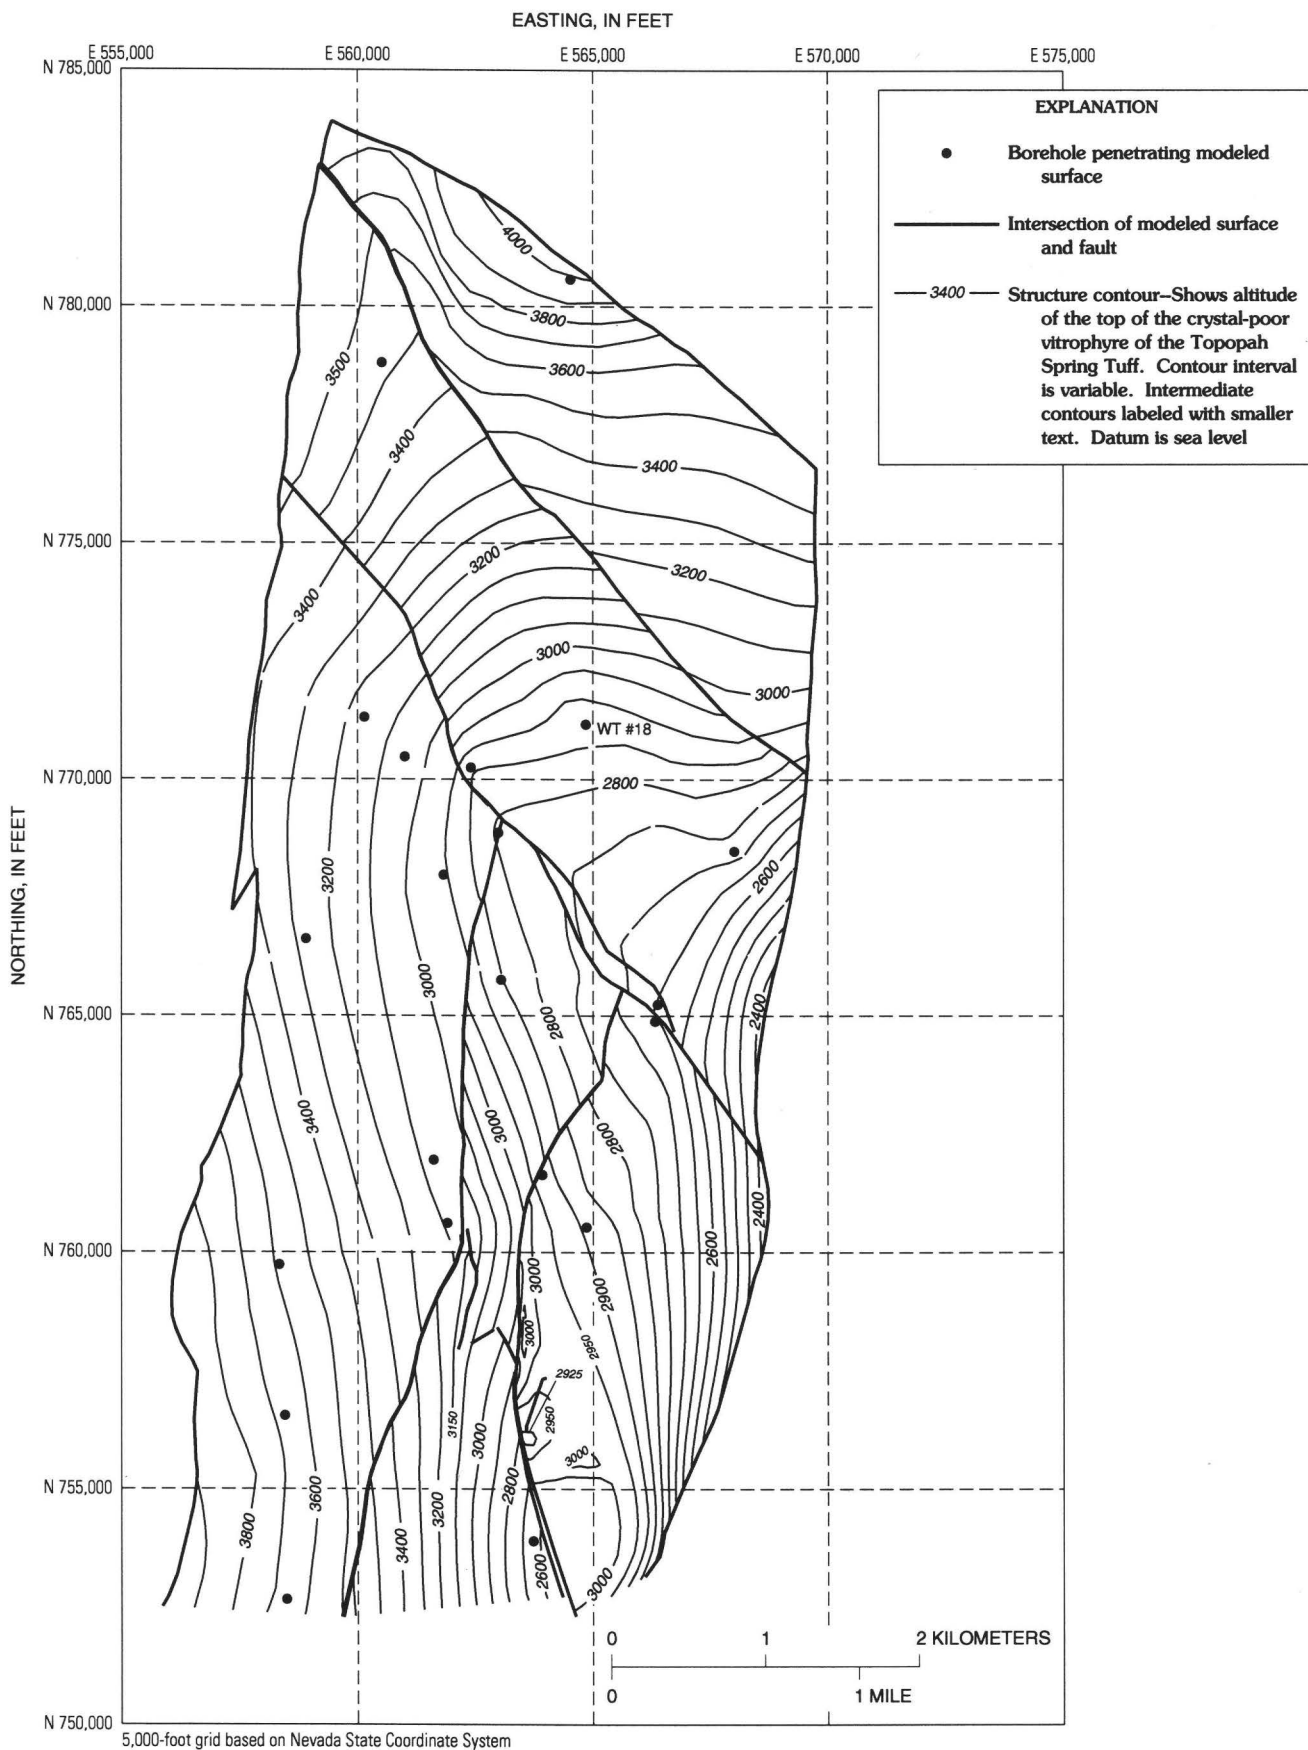 EASTING, IN FEET
E 555,000 E 560,000 E 565,000 E 570,000 E 575,000
N 785,000
EXPLANATION
Borehole penetrating modeled
surface
Intersection of modeled surface
and fault
3400 Structure contour--Shows altitude
of the top of the crystal-poor
vitrophyre of the Topopah
Spring Tuff. Contour interval
is variable. Intermediate
contours labeled with smaller
text. Datum is sea level
4000
N 780,000
3800
3500
3600
3400
3400
N 775,000
3200
3200
3400
3000
3000
WT #18
N 770,000
2800
NORTHING, IN FEET
3200
2600
3000
N 765,000
2400
2800
3400
3000
2800
2400
N 760,000
2600
3000
2900
3000
2950
2925
3150
3000
2950
3000
N 755,000
3600
2800
3200
3800
3400
2600
3000
0 1 2 KILOMETERS
0 1 MILE
N 750,000
5,000-foot grid based on Nevada State Coordinate System